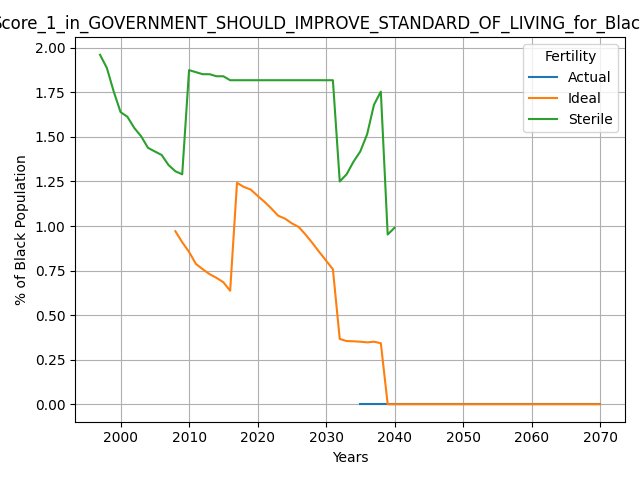 Score_1_in_GOVERNMENT_SHOULD_IMPROVE_STANDARD_OF_LIVING_for_Black
2.00
1.75
1.50
1.25
1.00
0.75
0.50
0.25
0.00
% of Black Population
Fertility
Actual
Ideal
Sterile
2000 2010 2020 2030 2040 2050 2060 2070
Years